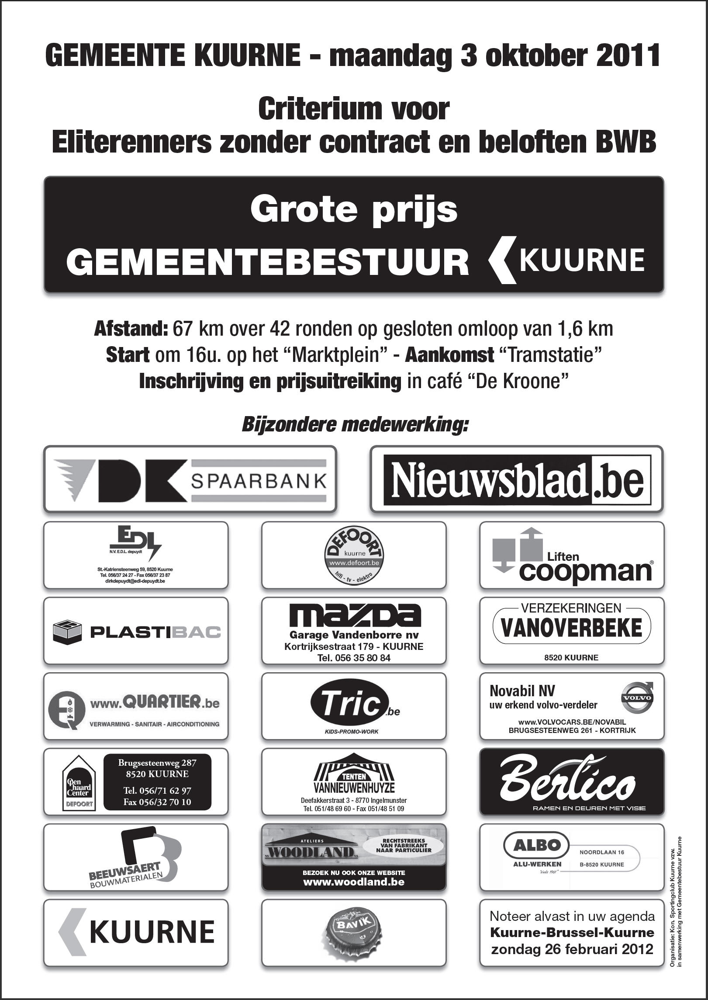 GEMEENTE KUURNE - maandag 3 oktober 2011
Criterium voor
Eliterenners zonder contract en beloften BWB
Grote prijs
GEMEENTEBESTUUR KUURNE
Afstand: 67 km over 42 ronden op gesloten omloop van 1,6 km
Start om 16u. op het “Marktplein” - Aankomst “Tramstatie”
Inschrijving en prijsuitreiking in café “De Kroone”
Bijzondere medewerking:
VDK SPAARBANK
Nieuwsblad.be
EDL
N.V. E.D.L. depuydt
St.-Katriensteenweg 59, 8520 Kuurne
Tel. 056/37 24 27 - Fax 056/37 23 87
dirkdepuydt@edl-depuydt.be
DEFOORT
kuurne
www.defoort.be
hifi - tv - elektro
Liften
coopman®
PLASTIBAC
mazda
Garage Vandenborre nv
Kortrijksestraat 179 - KUURNE
Tel. 056 35 80 84
VERZEKERINGEN
VANOVERBEKE
8520 KUURNE
www.QUARTIER.be
VERWARMING - SANITAIR - AIRCONDITIONING
Tric.be
KIDS-PROMO-WORK
Novabil NV
uw erkend volvo-verdeler
VOLVO
www.VOLVOCARS.BE/NOVABIL
BRUGSESTEENWEG 261 - KORTRIJK
Open
haard
Center
DEFOORT
Brugsesteenweg 287
8520 KUURNE
Tel. 056/71 62 97
Fax 056/32 70 10
TENTEN
VANNIEUWENHUYZE
Deefakkerstraat 3 - 8770 Ingelmunster
Tel. 051/48 69 60 - Fax 051/48 51 09
Bertico
RAMEN EN DEUREN MET VISIE
BEEUWSAERT
BOUWMATERIALEN
ATELIERS
NV WOODLAND SA
RECHTSTREEKS
VAN FABRIKANT
NAAR PARTICULIER
BEZOEK NU OOK ONZE WEBSITE
www.woodland.be
ALBO
ALU-WERKEN
"sinds 1961"
NOORDLAAN 16
B-8520 KUURNE
KUURNE
BAVIK
Noteer alvast in uw agenda
Kuurne-Brussel-Kuurne
zondag 26 februari 2012
Organisatie: Kon. Sportingclub Kuurne vzw.
in samenwerking met Gemeentebestuur Kuurne